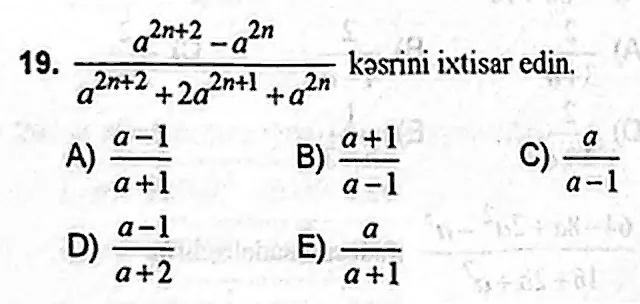 19. \frac{a^{2n+2} - a^{2n}}{a^{2n+2} + 2a^{2n+1} + a^{2n}} kəsrini ixtisar edin.
A) \frac{a-1}{a+1} B) \frac{a+1}{a-1} C) \frac{a}{a-1}
D) \frac{a-1}{a+2} E) \frac{a}{a+1}